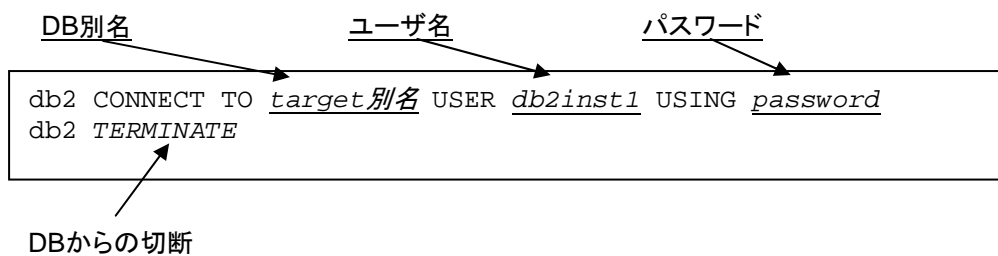 DB別名 ユーザ名 パスワード
db2 CONNECT TO target別名 USER db2inst1 USING password
db2 TERMINATE
DBからの切断